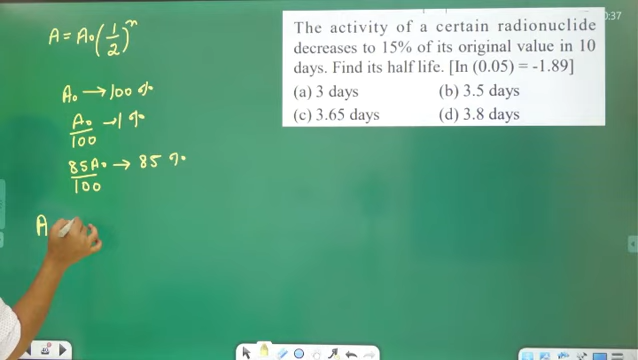 :37
A = A₀(1/2)ⁿ
The activity of a certain radionuclide
decreases to 15% of its original value in 10
days. Find its half life. [In (0.05) = -1.89]
(a) 3 days (b) 3.5 days
(c) 3.65 days (d) 3.8 days
A₀ → 100 %
A₀/100 → 1 %
85A₀/100 → 85 %
A